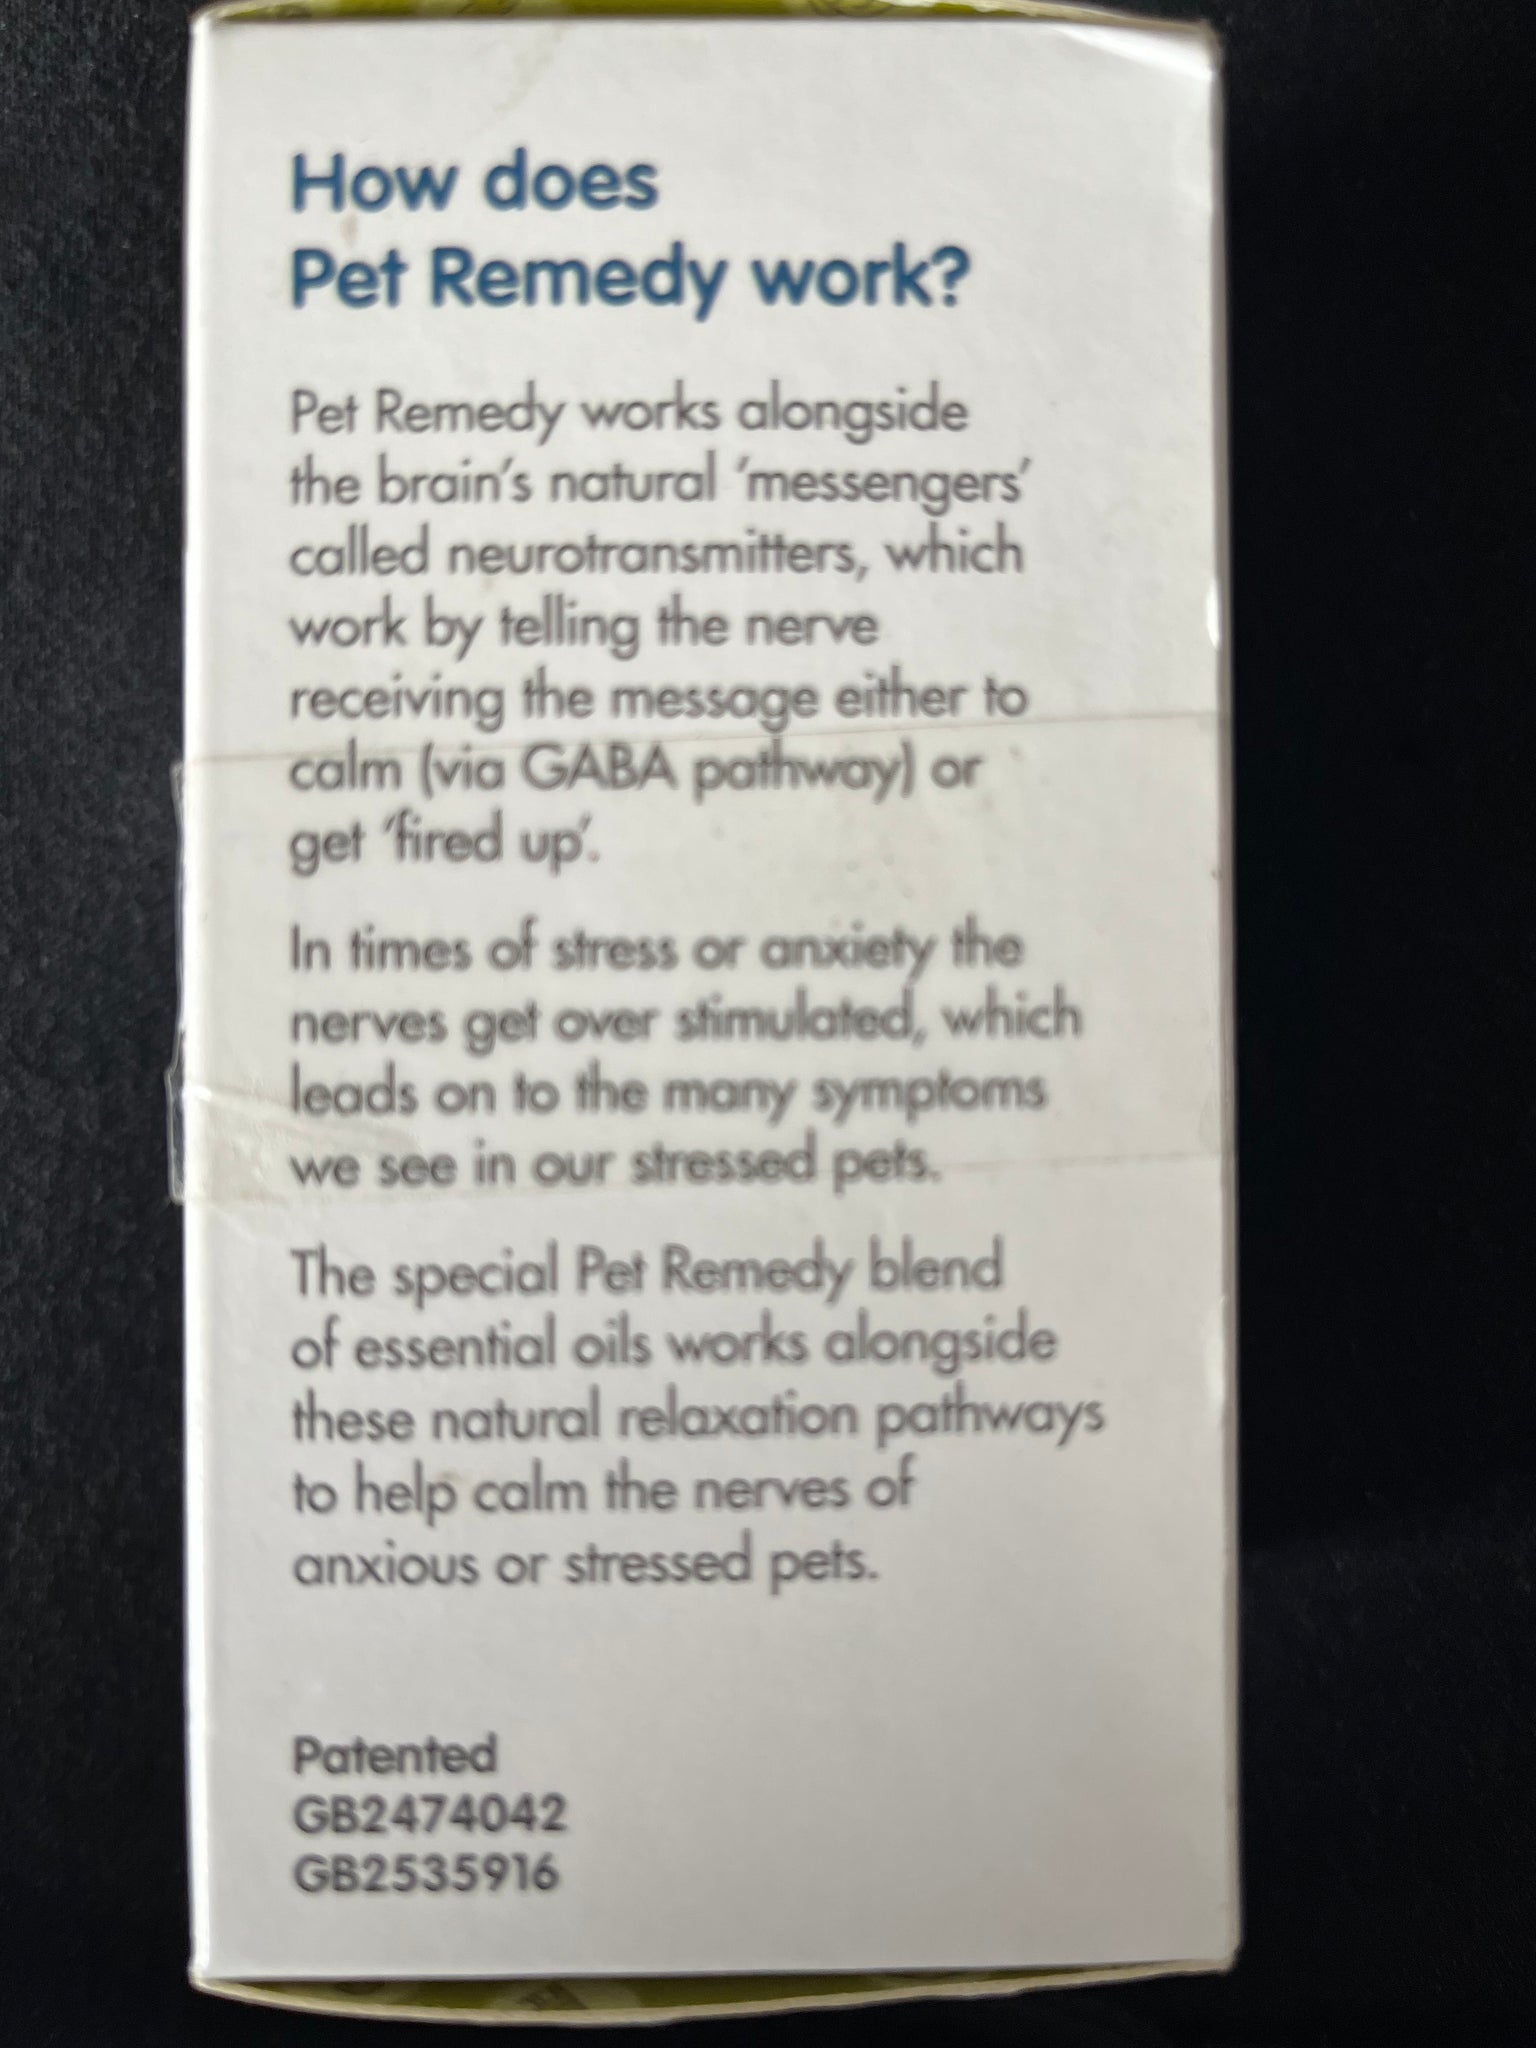 How does
Pet Remedy work?
Pet Remedy works alongside
the brain's natural 'messengers'
called neurotransmitters, which
work by telling the nerve
receiving the message either to
calm (via GABA pathway) or
get 'fired up'.
In times of stress or anxiety the
nerves get over stimulated, which
leads on to the many symptoms
we see in our stressed pets.
The special Pet Remedy blend
of essential oils works alongside
these natural relaxation pathways
to help calm the nerves of
anxious or stressed pets.
Patented
GB2474042
GB2535916